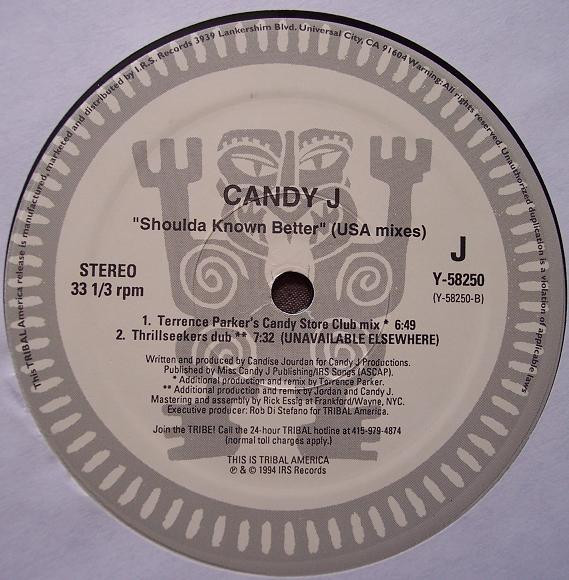 This TRIBAL America release is manufactured, marketed and distributed by I.R.S. Records 3939 Lankershim Blvd. Universal City, CA 91604 Warning: All rights reserved. Unauthorized duplication is a violation of applicable laws
CANDY J
"Shoulda Known Better" (USA mixes)
J
STEREO
33 1/3 rpm
Y-58250
(Y-58250-B)
1. Terrence Parker's Candy Store Club mix * 6:49
2. Thrillseekers dub ** 7:32 (UNAVAILABLE ELSEWHERE)
Written and produced by Candise Jourdan for Candy J Productions.
Published by Miss Candy J Publishing/IRS Songs (ASCAP).
* Additional production and remix by Terrence Parker.
** Additional production and remix by Jordan and Candy J.
Mastering and assembly by Rick Essig at Frankford/Wayne, NYC.
Executive producer: Rob Di Stefano for TRIBAL America.
Join the TRIBE! Call the 24-hour TRIBAL hotline at 415-979-4874
(normal toll charges apply.)
THIS IS TRIBAL AMERICA
℗ & © 1994 IRS Records